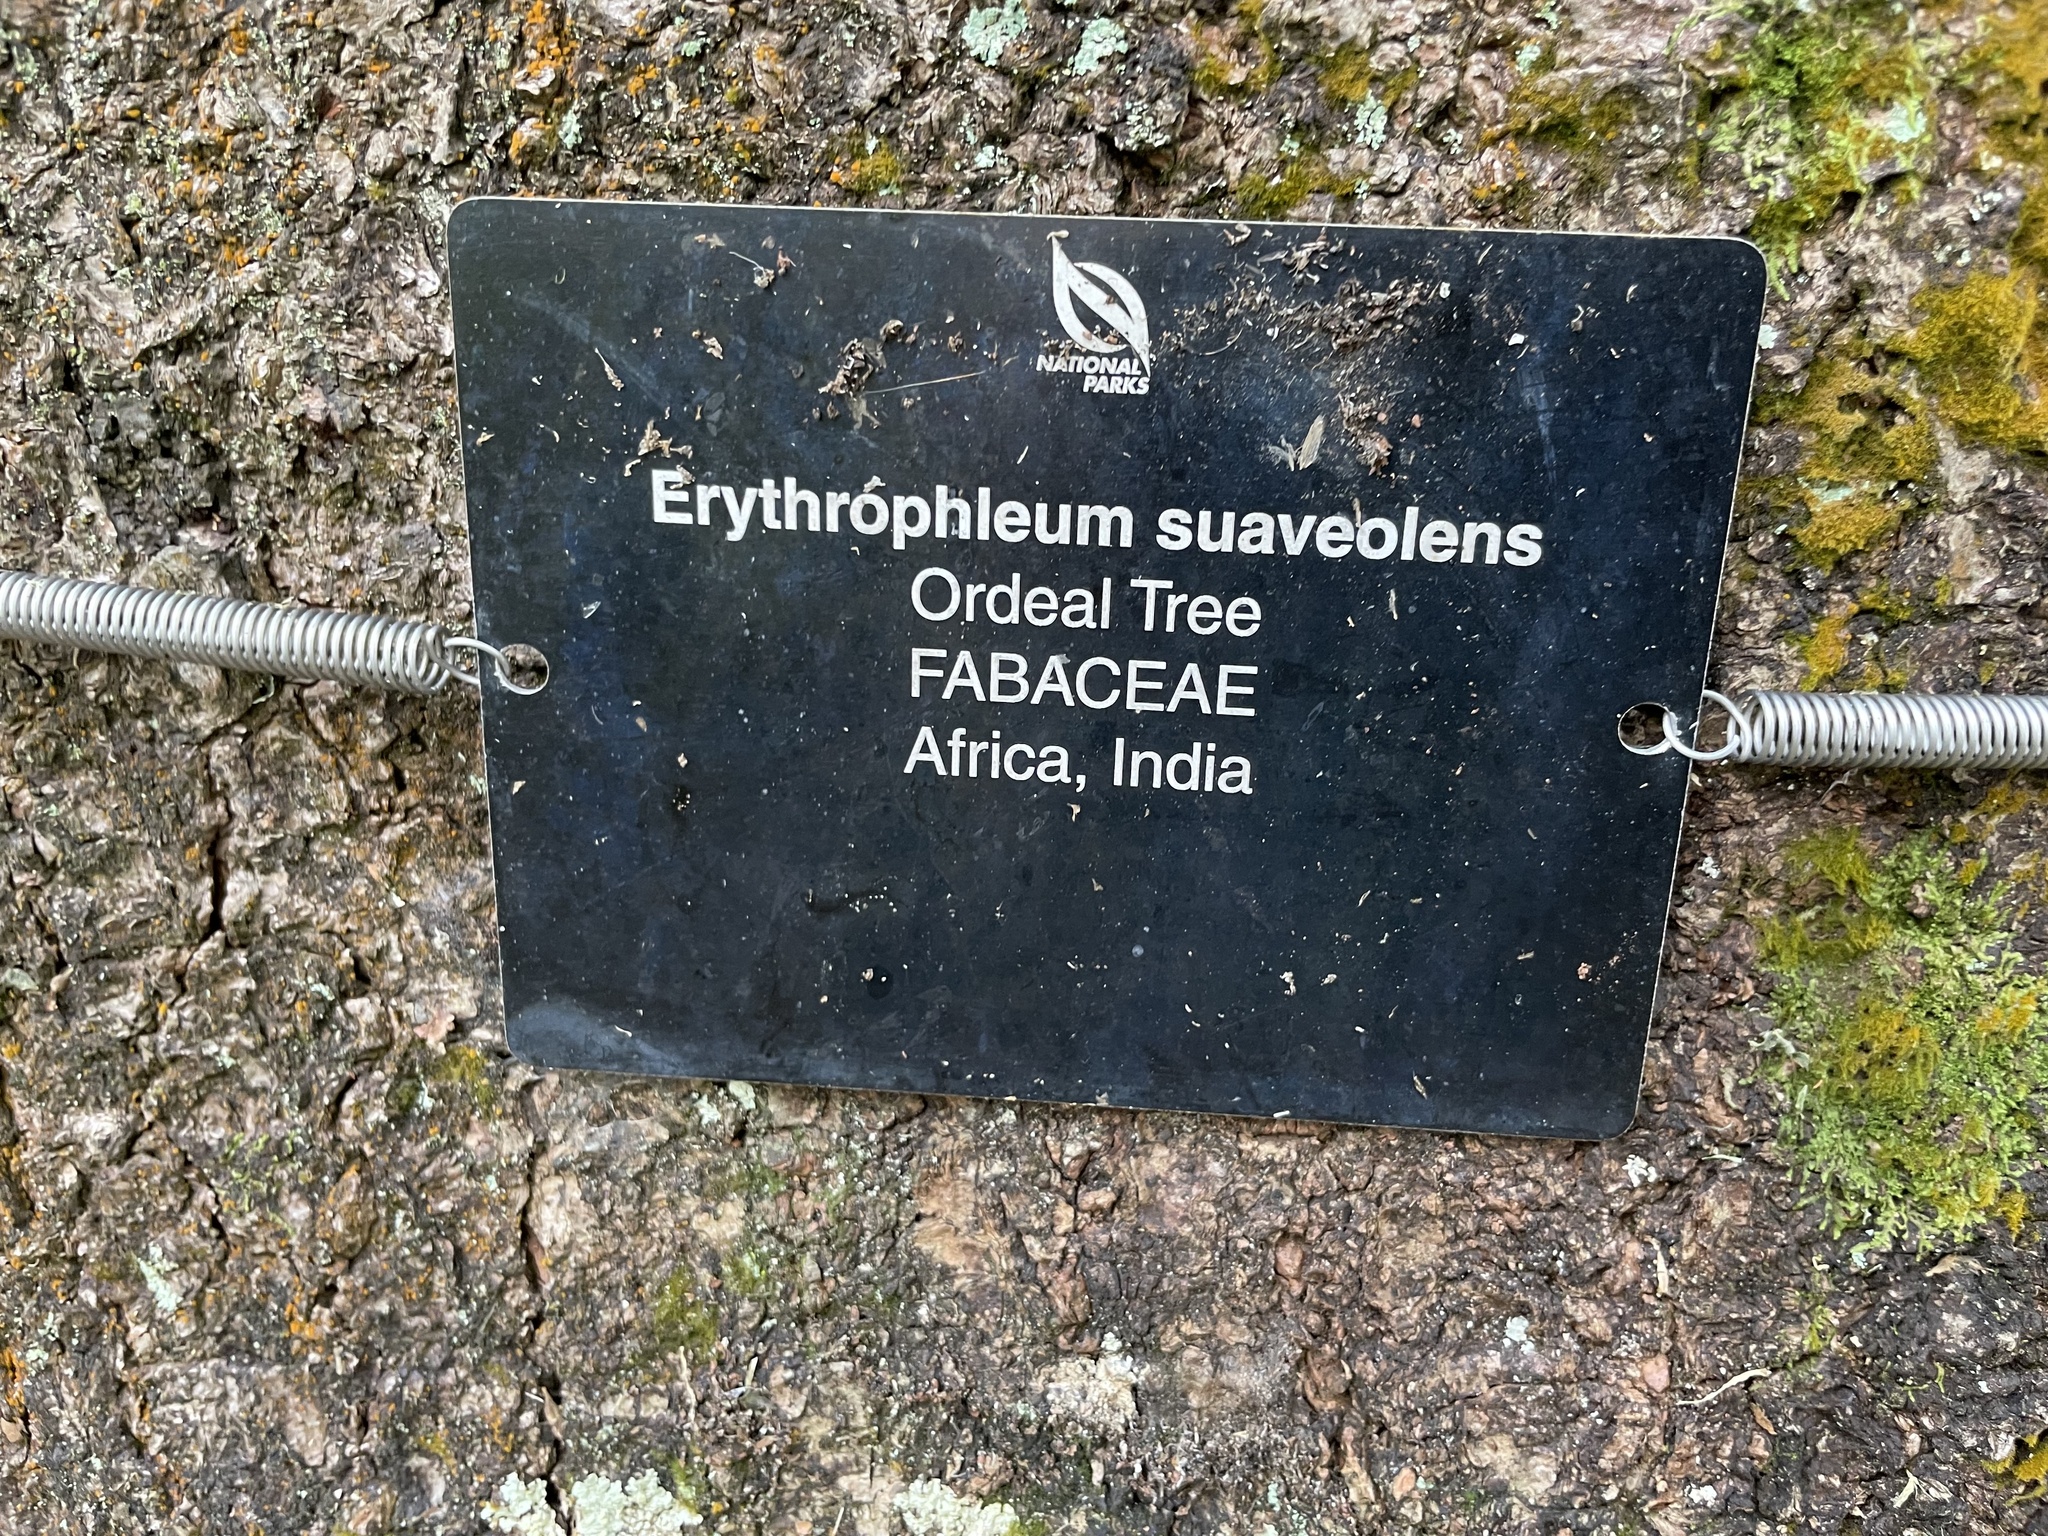 NATIONAL
PARKS
Erythrophleum suaveolens
Ordeal Tree
FABACEAE
Africa, India